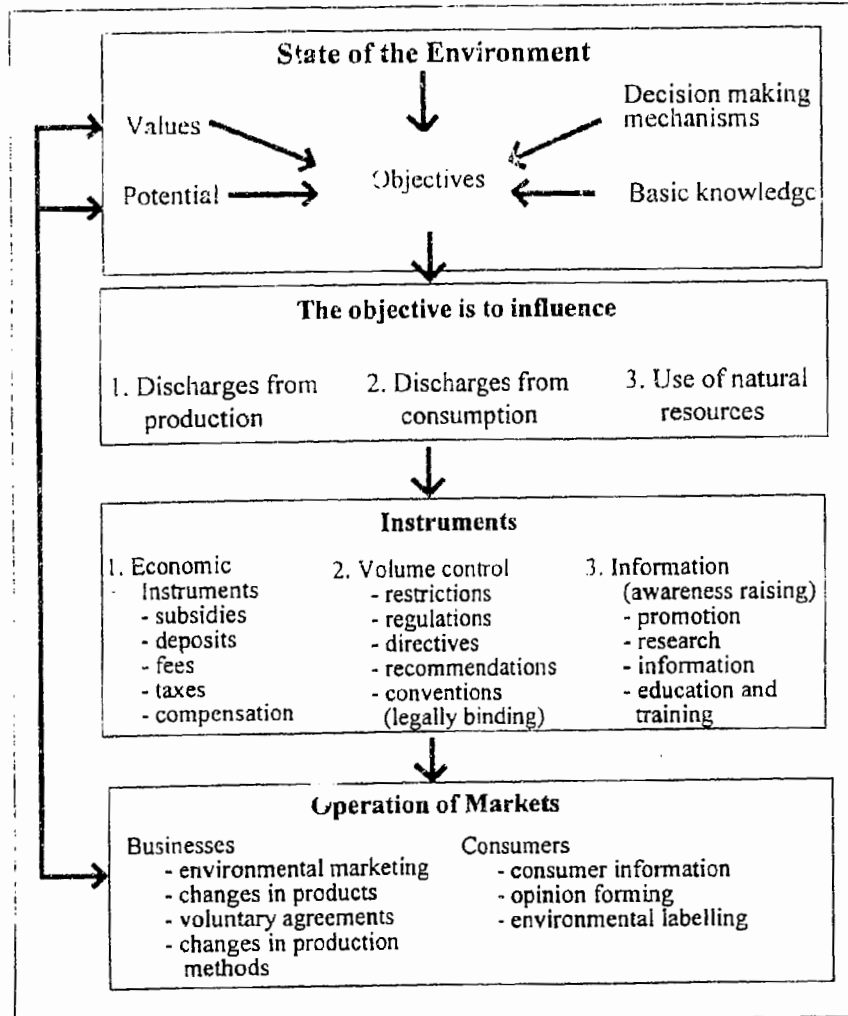 State of the Environment
Values
Decision making
mechanisms
Potential
Objectives
Basic knowledge
The objective is to influence
1. Discharges from
production
2. Discharges from
consumption
3. Use of natural
resources
Instruments
1. Economic
Instruments
- subsidies
- deposits
- fees
- taxes
- compensation
2. Volume control
- restrictions
- regulations
- directives
- recommendations
- conventions
(legally binding)
3. Information
(awareness raising)
- promotion
- research
- information
- education and
training
Operation of Markets
Businesses
- environmental marketing
- changes in products
- voluntary agreements
- changes in production
methods
Consumers
- consumer information
- opinion forming
- environmental labelling